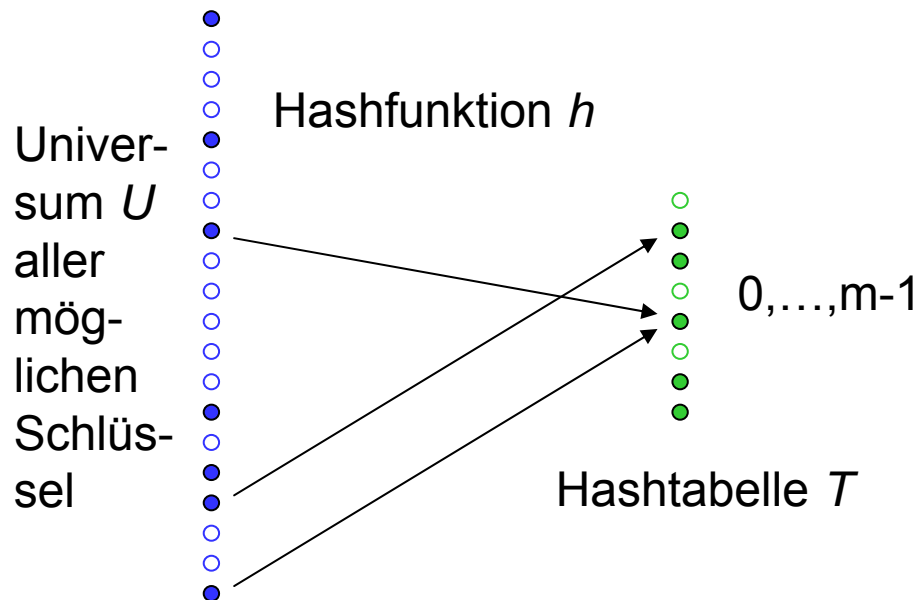 Hashfunktion h
Univer-
sum U
aller
mög-
lichen
Schlüs-
sel
0,…,m-1
Hashtabelle T